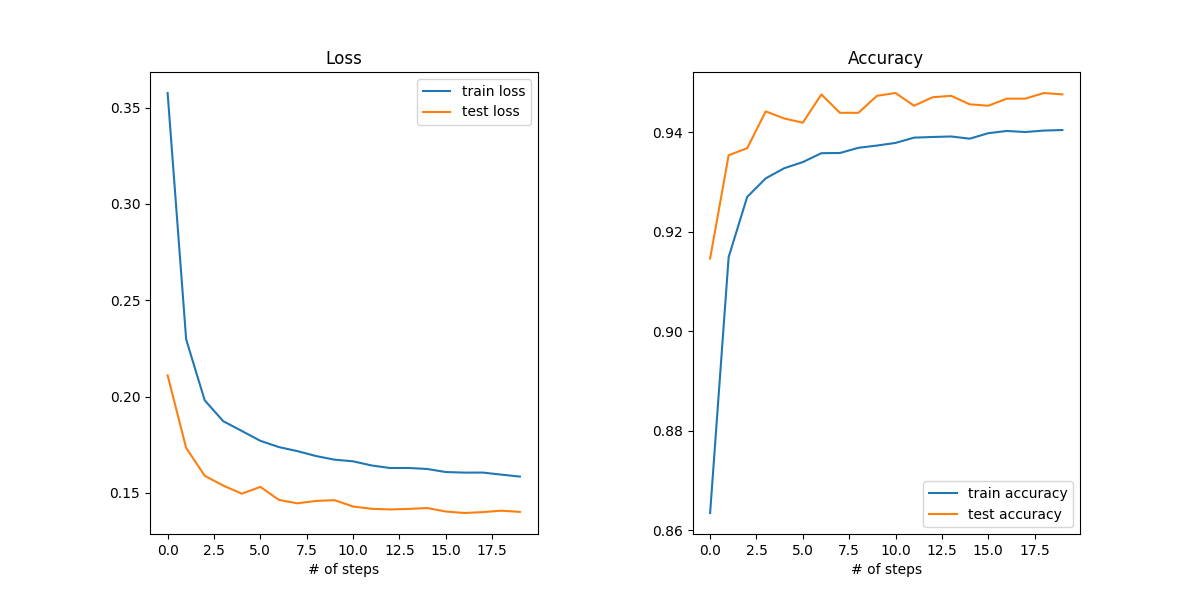 Loss
0.35
0.30
0.25
0.20
0.15
train loss
test loss
0.0 2.5 5.0 7.5 10.0 12.5 15.0 17.5
# of steps
Accuracy
0.94
0.92
0.90
0.88
0.86
train accuracy
test accuracy
0.0 2.5 5.0 7.5 10.0 12.5 15.0 17.5
# of steps